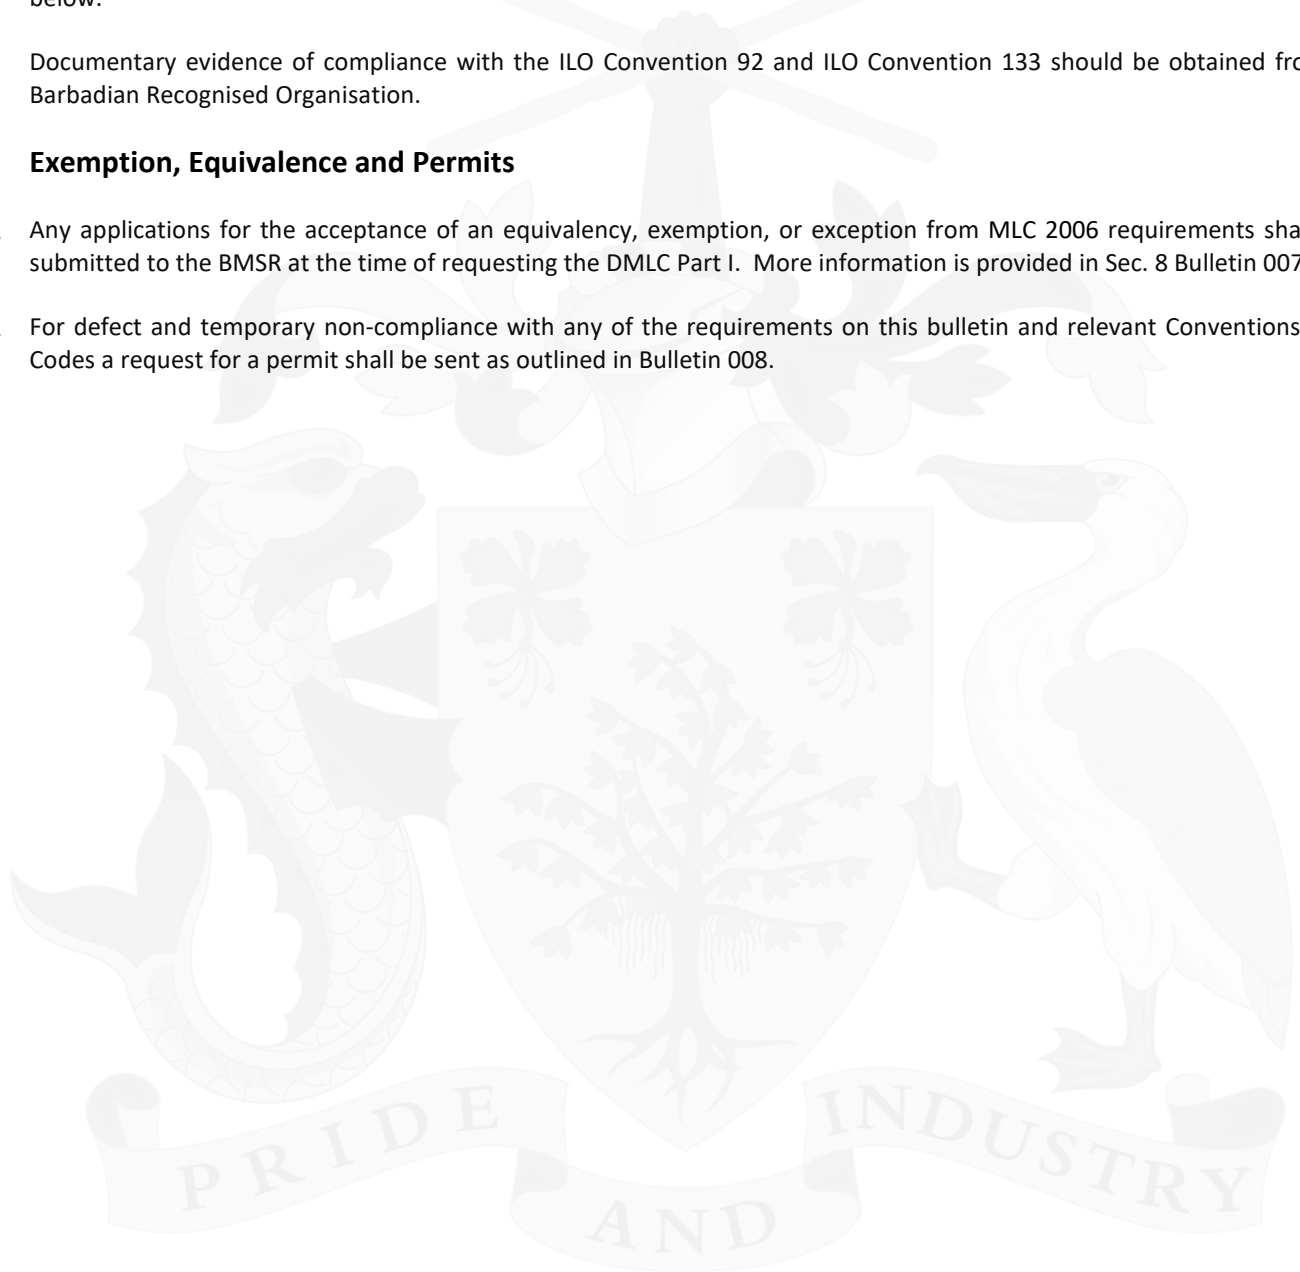 below.
Documentary evidence of compliance with the ILO Convention 92 and ILO Convention 133 should be obtained fro
Barbadian Recognised Organisation.
Exemption, Equivalence and Permits
Any applications for the acceptance of an equivalency, exemption, or exception from MLC 2006 requirements sha
submitted to the BMSR at the time of requesting the DMLC Part I. More information is provided in Sec. 8 Bulletin 007
For defect and temporary non-compliance with any of the requirements on this bulletin and relevant Conventions
Codes a request for a permit shall be sent as outlined in Bulletin 008.
PRIDE
AND
INDUSTRY